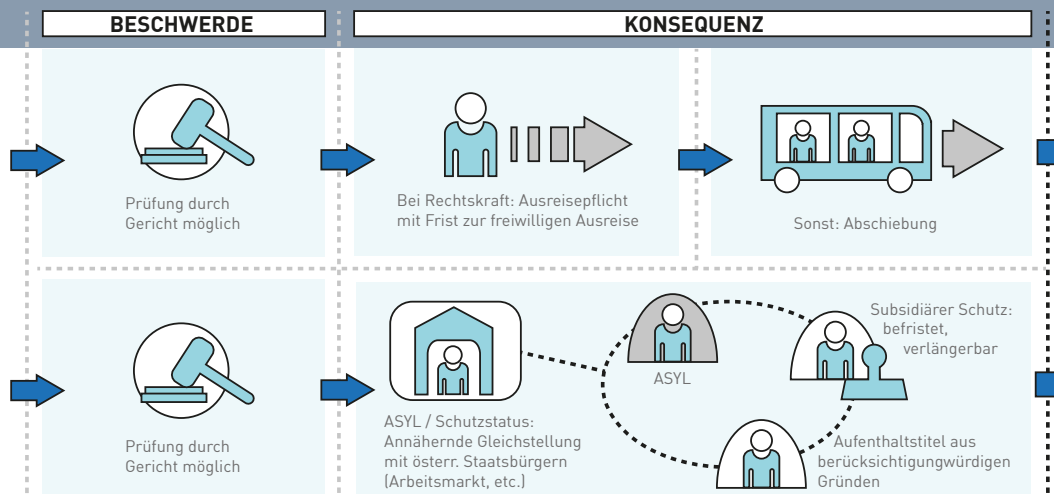 BESCHWERDE
KONSEQUENZ
Prüfung durch
Gericht möglich
Bei Rechtskraft: Ausreisepflicht
mit Frist zur freiwilligen Ausreise
Sonst: Abschiebung
Prüfung durch
Gericht möglich
ASYL / Schutzstatus:
Annähernde Gleichstellung
mit österr. Staatsbürgern
(Arbeitsmarkt, etc.)
ASYL
Subsidiärer Schutz:
befristet,
verlängerbar
Aufenthaltstitel aus
berücksichtigungwürdigen
Gründen